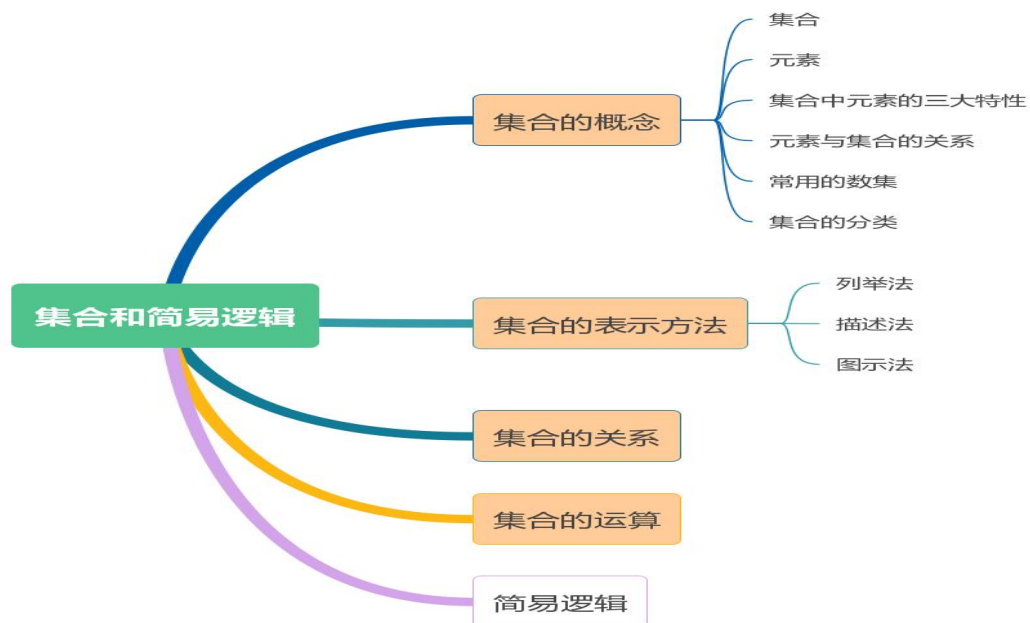 集合和简易逻辑
集合的概念
集合
元素
集合中元素的三大特性
元素与集合的关系
常用的数集
集合的分类
集合的表示方法
列举法
描述法
图示法
集合的关系
集合的运算
简易逻辑